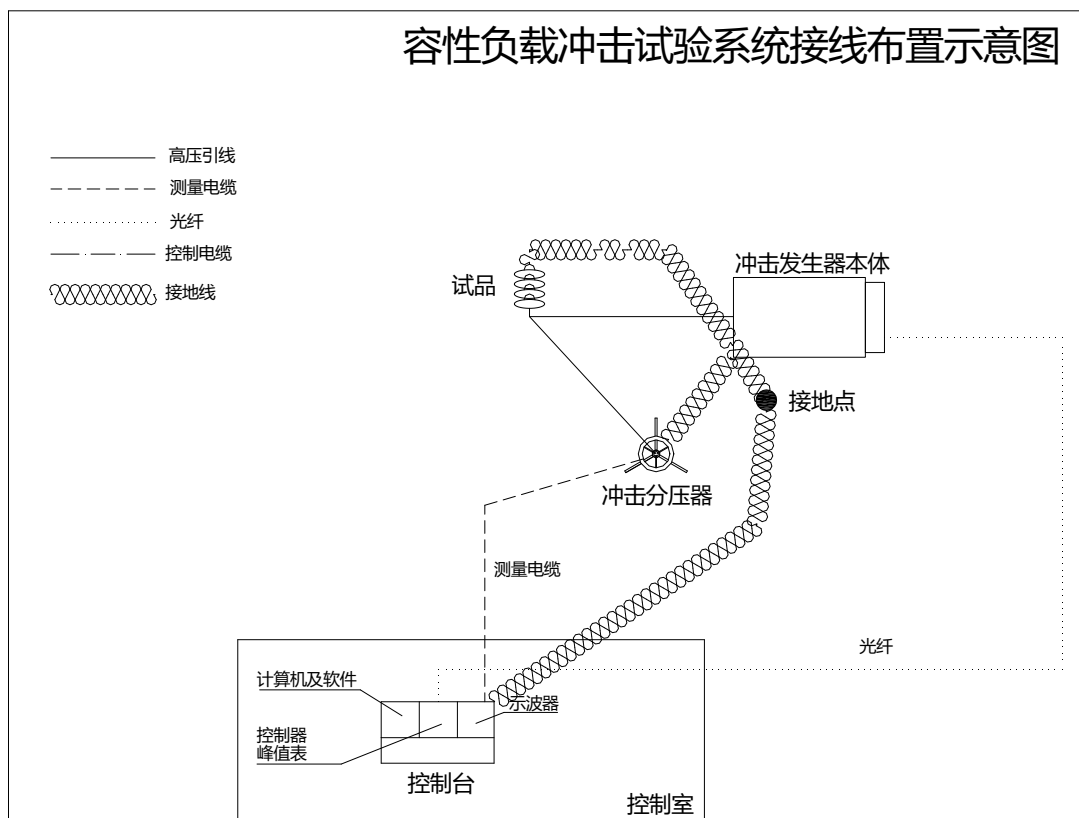 容性负载冲击试验系统接线布置示意图
高压引线
测量电缆
光纤
控制电缆
接地线
试品
冲击发生器本体
接地点
冲击分压器
测量电缆
光纤
计算机及软件
示波器
控制器
峰值表
控制台
控制室